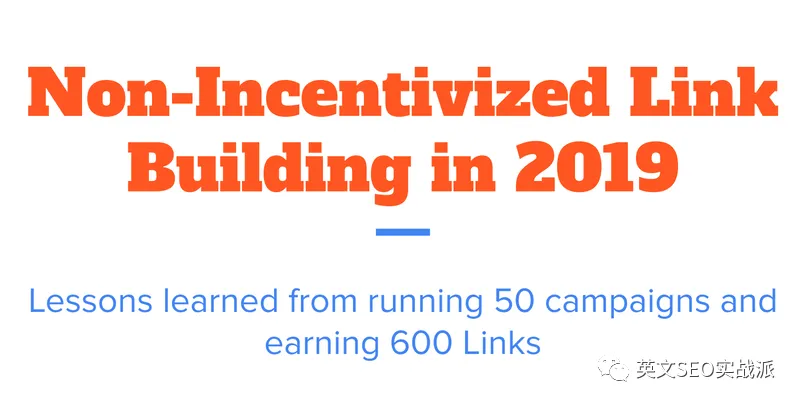 Non-Incentivized Link
Building in 2019
Lessons learned from running 50 campaigns and
earning 600 Links
英文SEO实战派